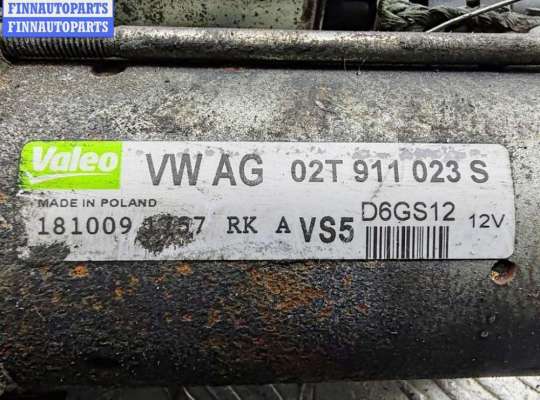 FINNAUTOPARTS
FINNAUTOPARTS
Valeo VW AG 02T 911 023 S
MADE IN POLAND
181009 RK A VS5 D6GS12 12V